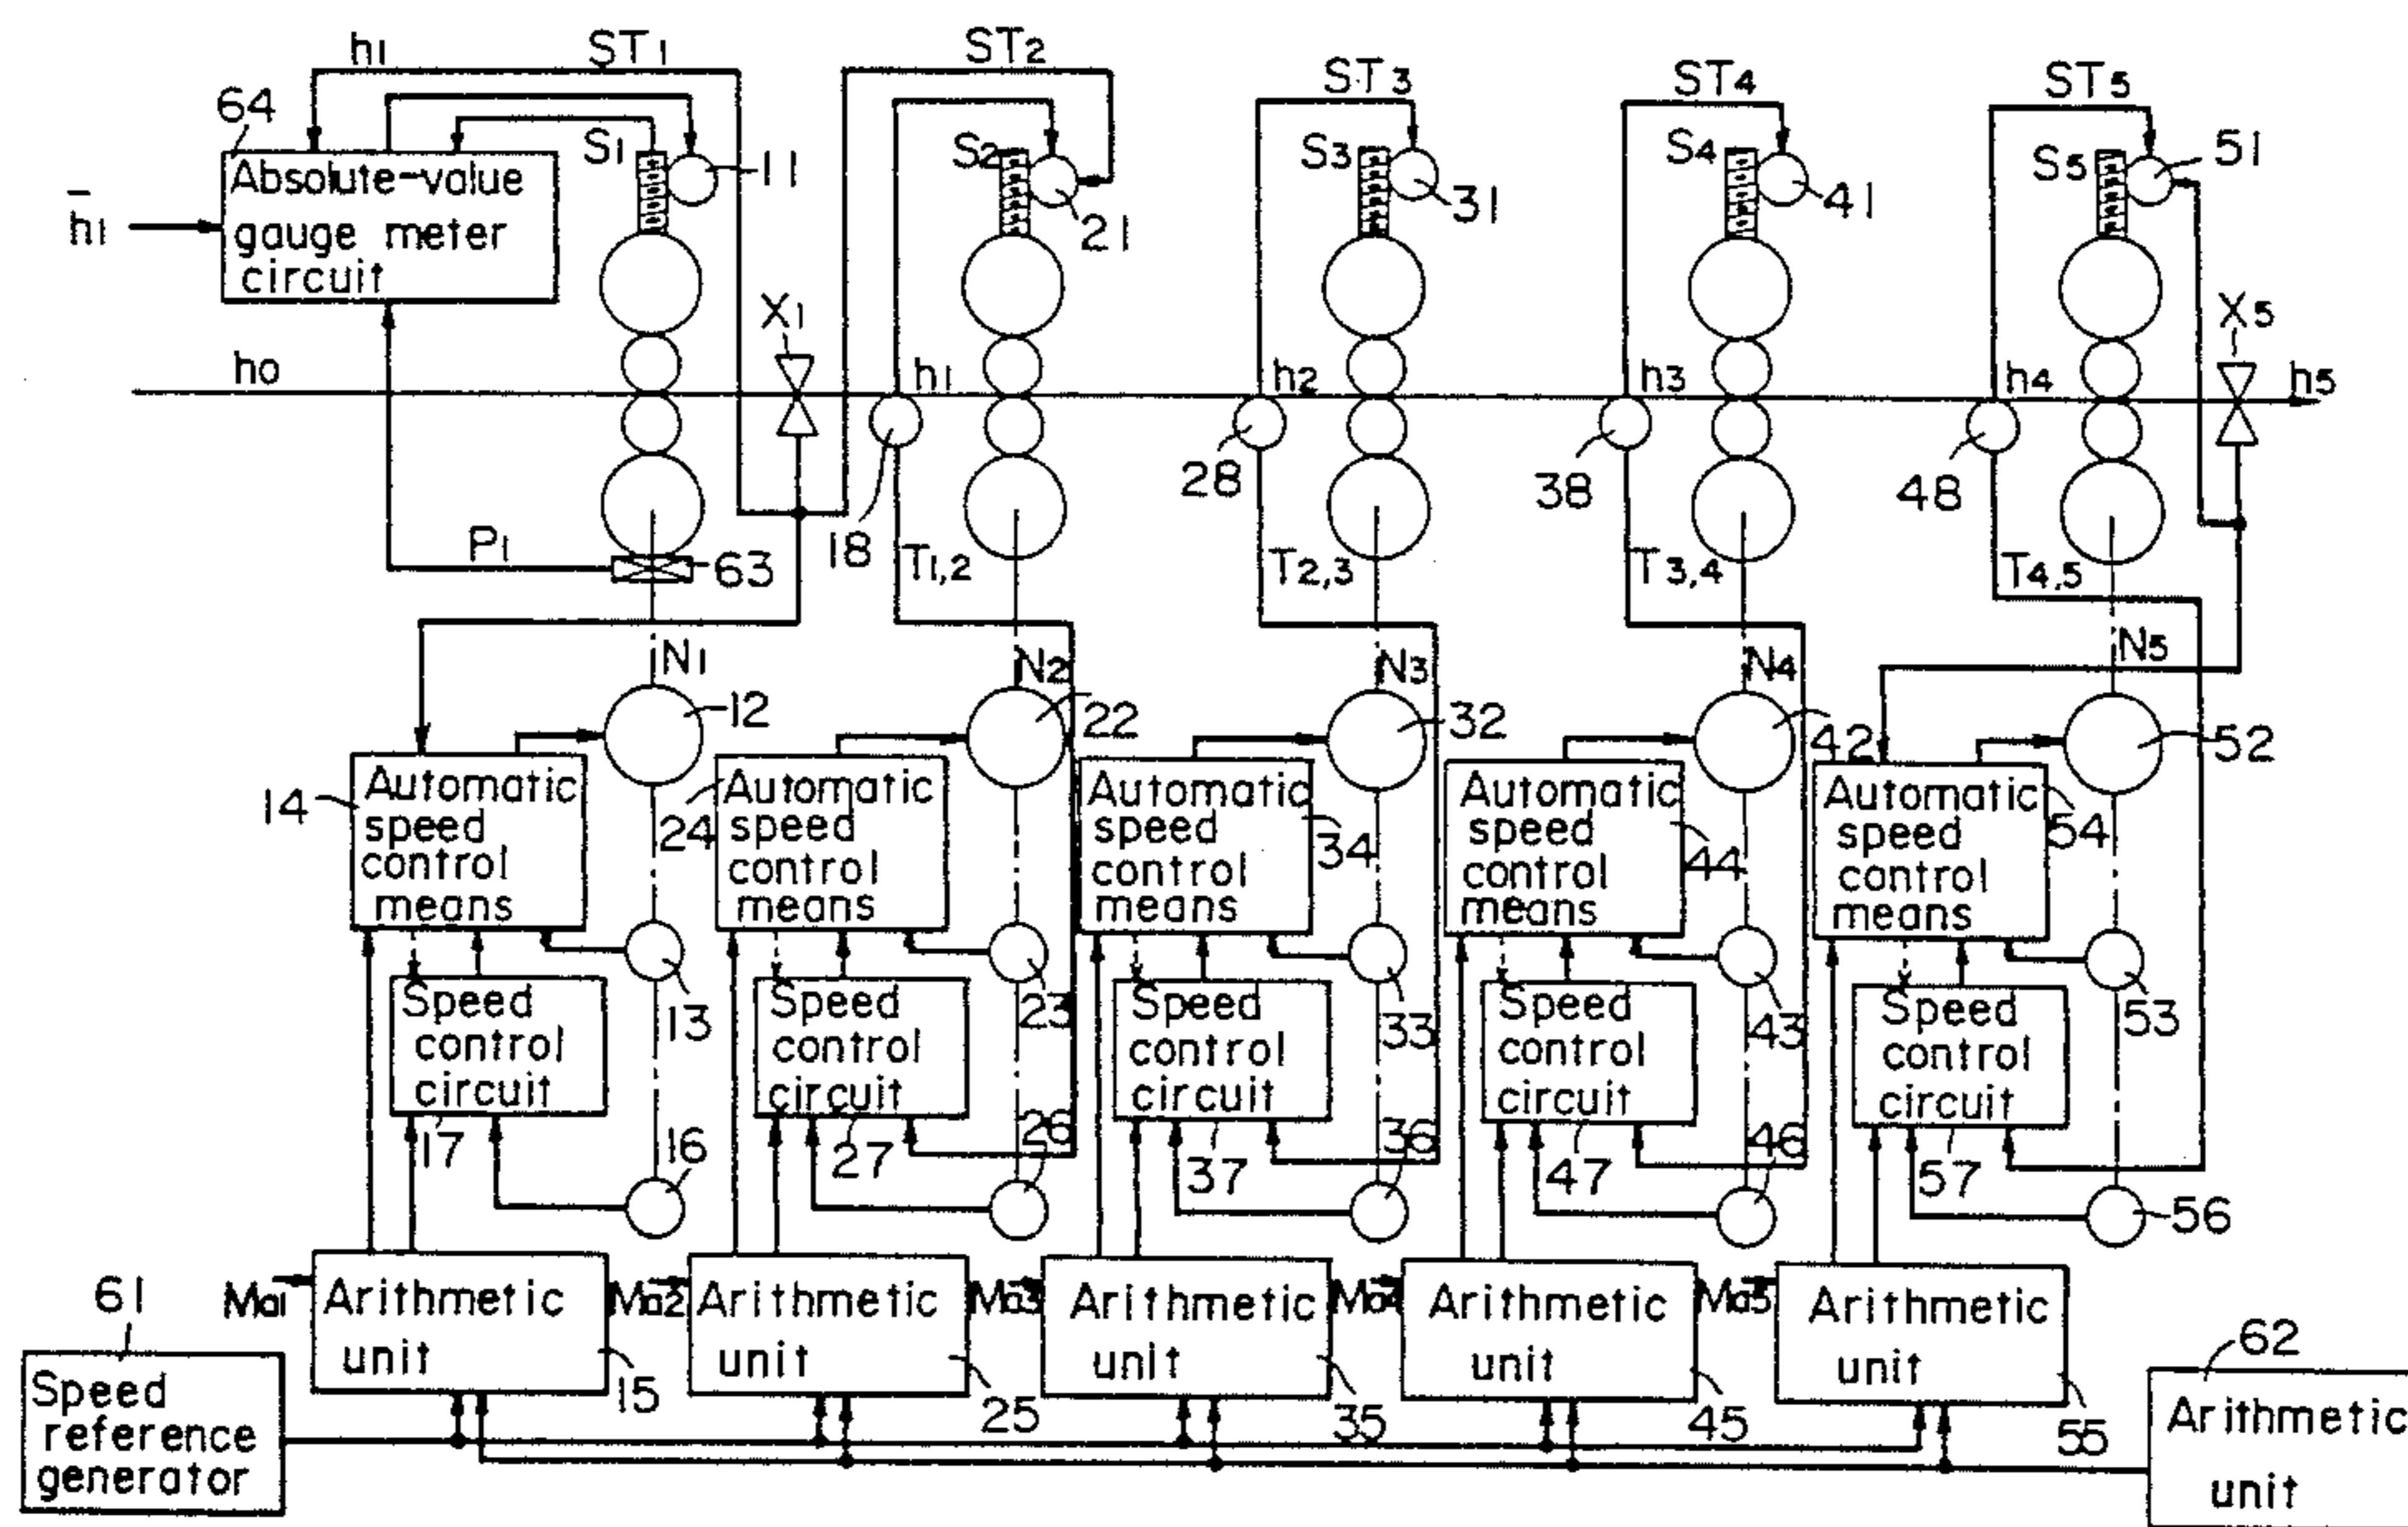 h1 ST1 ST2 ST3 ST4 ST5
64 S1 11 S2 21 S3 31 S4 41 S5 51
h̄1
Absolute-value
gauge meter
circuit
X1 X5
h0 h1 h2 h3 h4 h5
18 28 38 48
P1 63 T1,2 T2,3 T3,4 T4,5
N1 N2 N3 N4 N5
12 22 32 42 52
14 Automatic
speed
control
means
24 Automatic
speed
control
means
34 Automatic
speed
control
means
44 Automatic
speed
control
means
54 Automatic
speed
control
means
13 23 33 43 53
Speed
control
circuit
Speed
control
circuit
Speed
control
circuit
Speed
control
circuit
Speed
control
circuit
17 16 27 26 37 36 47 46 57 56
61 Ma1 Arithmetic
unit
15
Ma2 Arithmetic
unit
25
Ma3 Arithmetic
unit
35
Ma4 Arithmetic
unit
45
Ma5 Arithmetic
unit
55
62
Speed
reference
generator
Arithmetic
unit